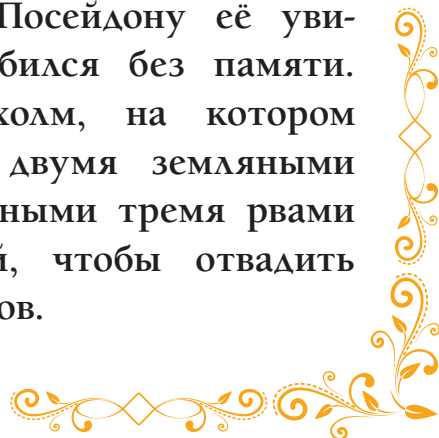 Посейдону её уви-
бился без памяти.
холм, на котором
двумя земляными
ными тремя рвами
й, чтобы отвадить
ов.